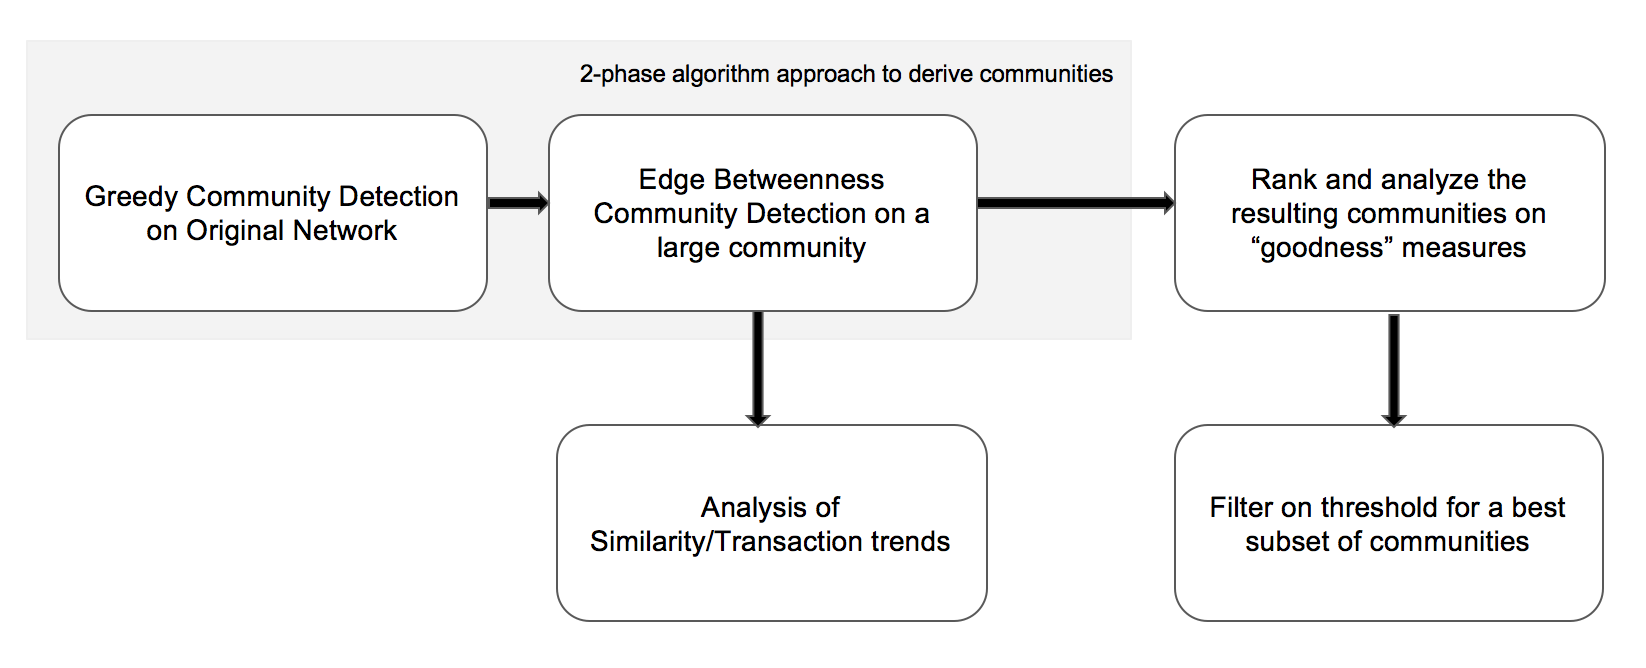 2-phase algorithm approach to derive communities
Greedy Community Detection
on Original Network
Edge Betweenness
Community Detection on a
large community
Rank and analyze the
resulting communities on
“goodness” measures
Analysis of
Similarity/Transaction trends
Filter on threshold for a best
subset of communities